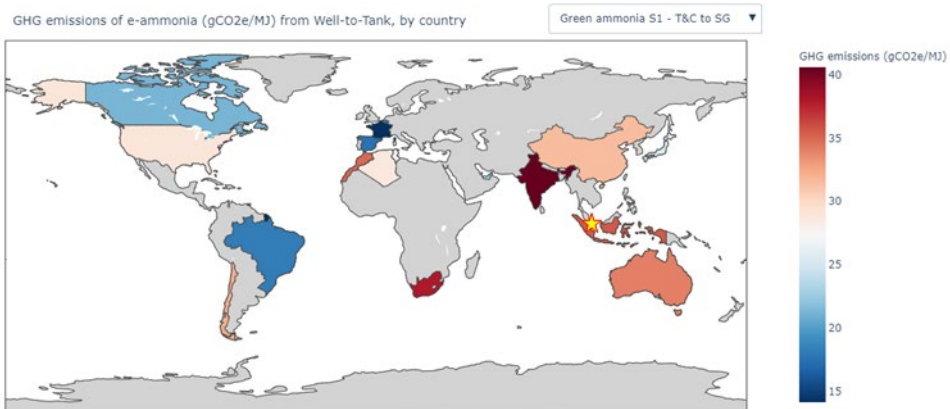 GHG emissions of e-ammonia (gCO2e/MJ) from Well-to-Tank, by country
Green ammonia S1 - T&C to SG
GHG emissions (gCO2e/MJ)
40
35
30
25
20
15